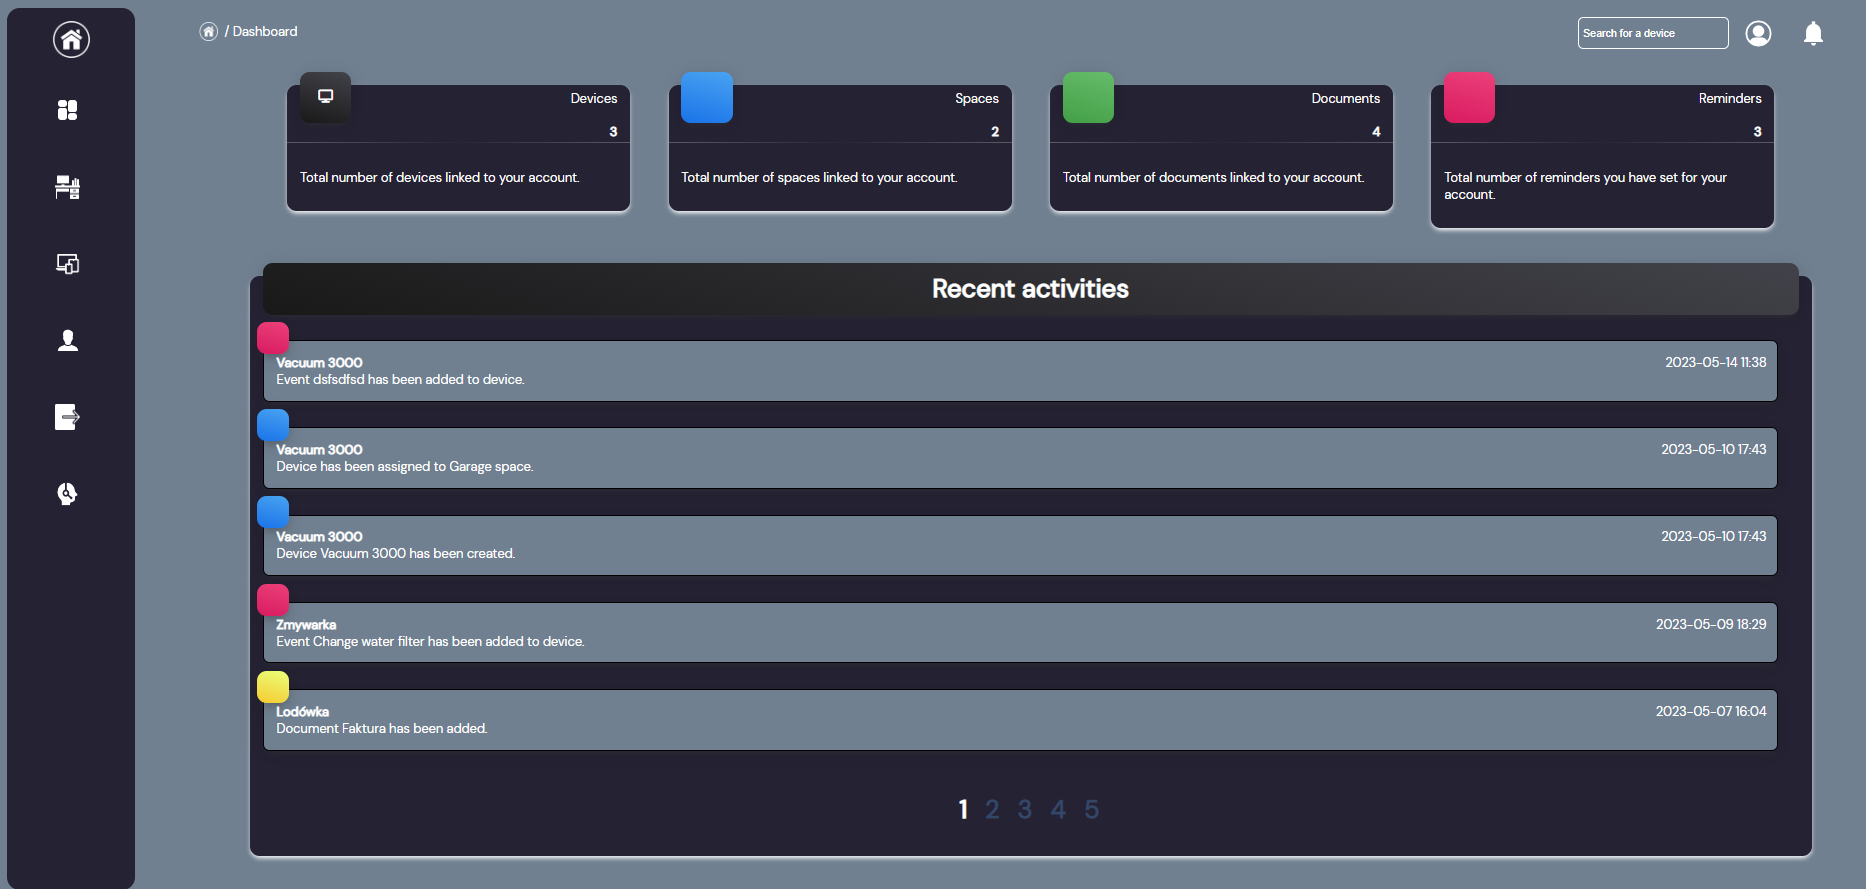 / Dashboard
Search for a device
Devices
3
Total number of devices linked to your account.
Spaces
2
Total number of spaces linked to your account.
Documents
4
Total number of documents linked to your account.
Reminders
3
Total number of reminders you have set for your
account.
Recent activities
Vacuum 3000
2023-05-14 11:38
Event dsfsdfsd has been added to device.
Vacuum 3000
2023-05-10 17:43
Device has been assigned to Garage space.
Vacuum 3000
2023-05-10 17:43
Device Vacuum 3000 has been created.
Zmywarka
2023-05-09 18:29
Event Change water filter has been added to device.
Lodówka
2023-05-07 16:04
Document Faktura has been added.
1 2 3 4 5